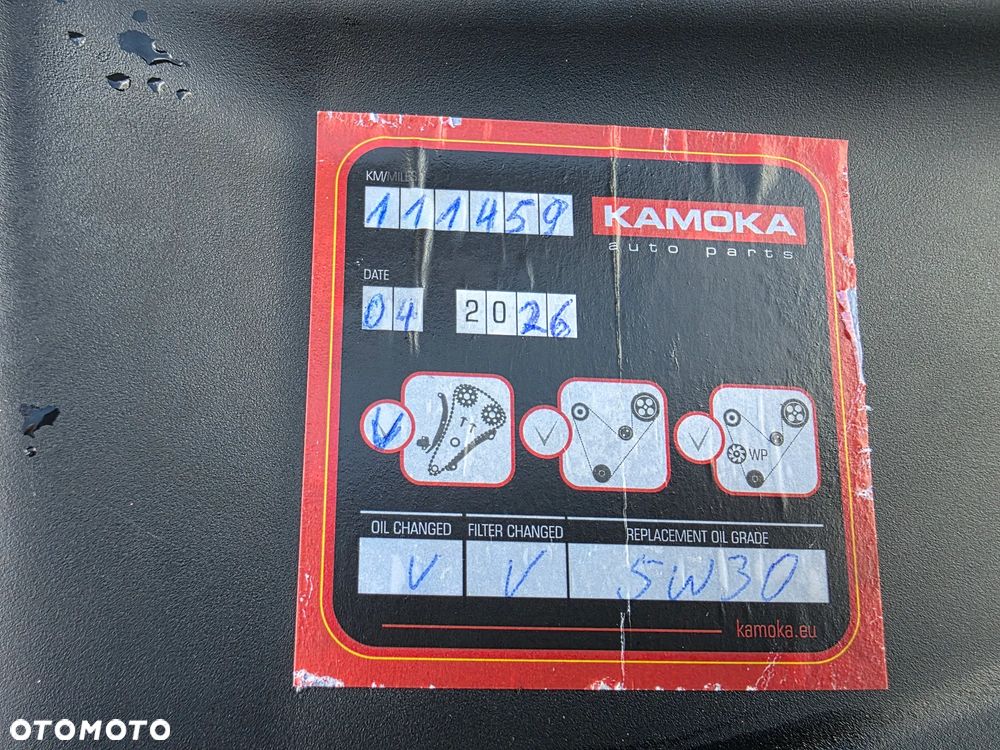 KM/MILES
111459
KAMOKA
auto parts
DATE
04 2026
V
WP
OIL CHANGED FILTER CHANGED REPLACEMENT OIL GRADE
V V 5W30
kamoka.eu
OTOMOTO